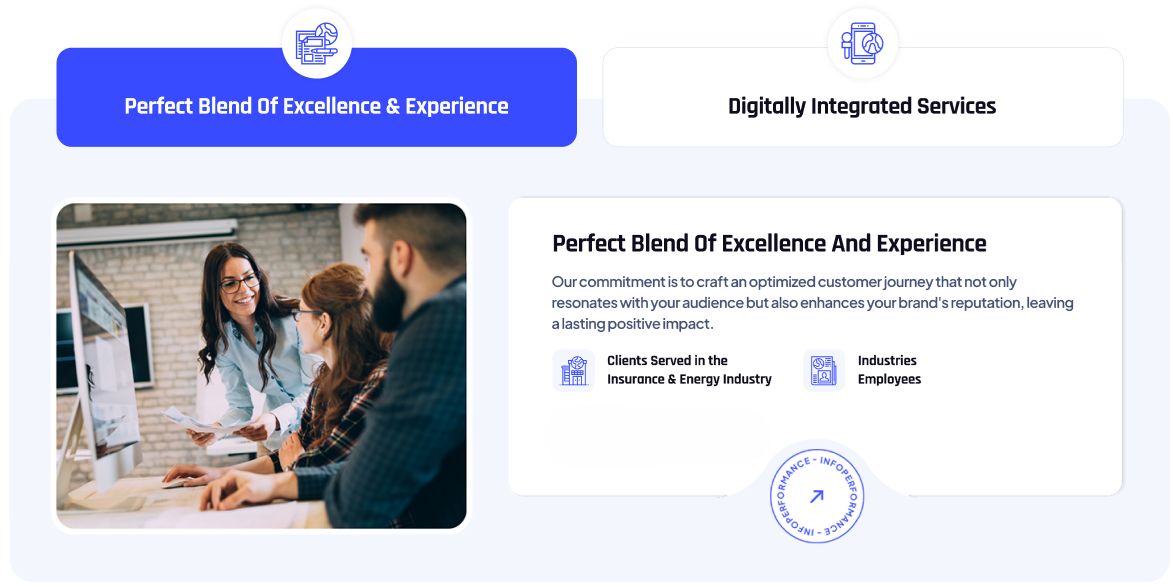 Perfect Blend Of Excellence & Experience
Digitally Integrated Services
Perfect Blend Of Excellence And Experience
Our commitment is to craft an optimized customer journey that not only
resonates with your audience but also enhances your brand's reputation, leaving
a lasting positive impact.
Clients Served in the
Insurance & Energy Industry
Industries
Employees
INFOPERFORMANCE - INFOPERFORMANCE - INFOPERFORMANCE -